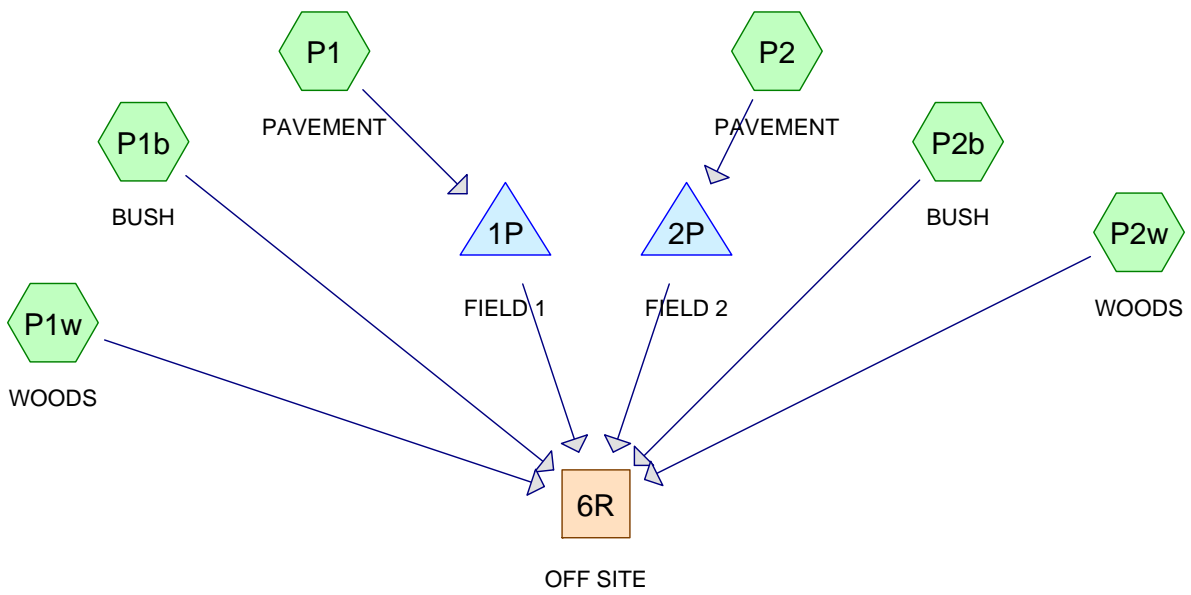 P1
P2
PAVEMENT
PAVEMENT
P1b
P2b
BUSH
BUSH
1P
2P
P2w
FIELD 1
FIELD 2
WOODS
P1w
WOODS
6R
OFF SITE